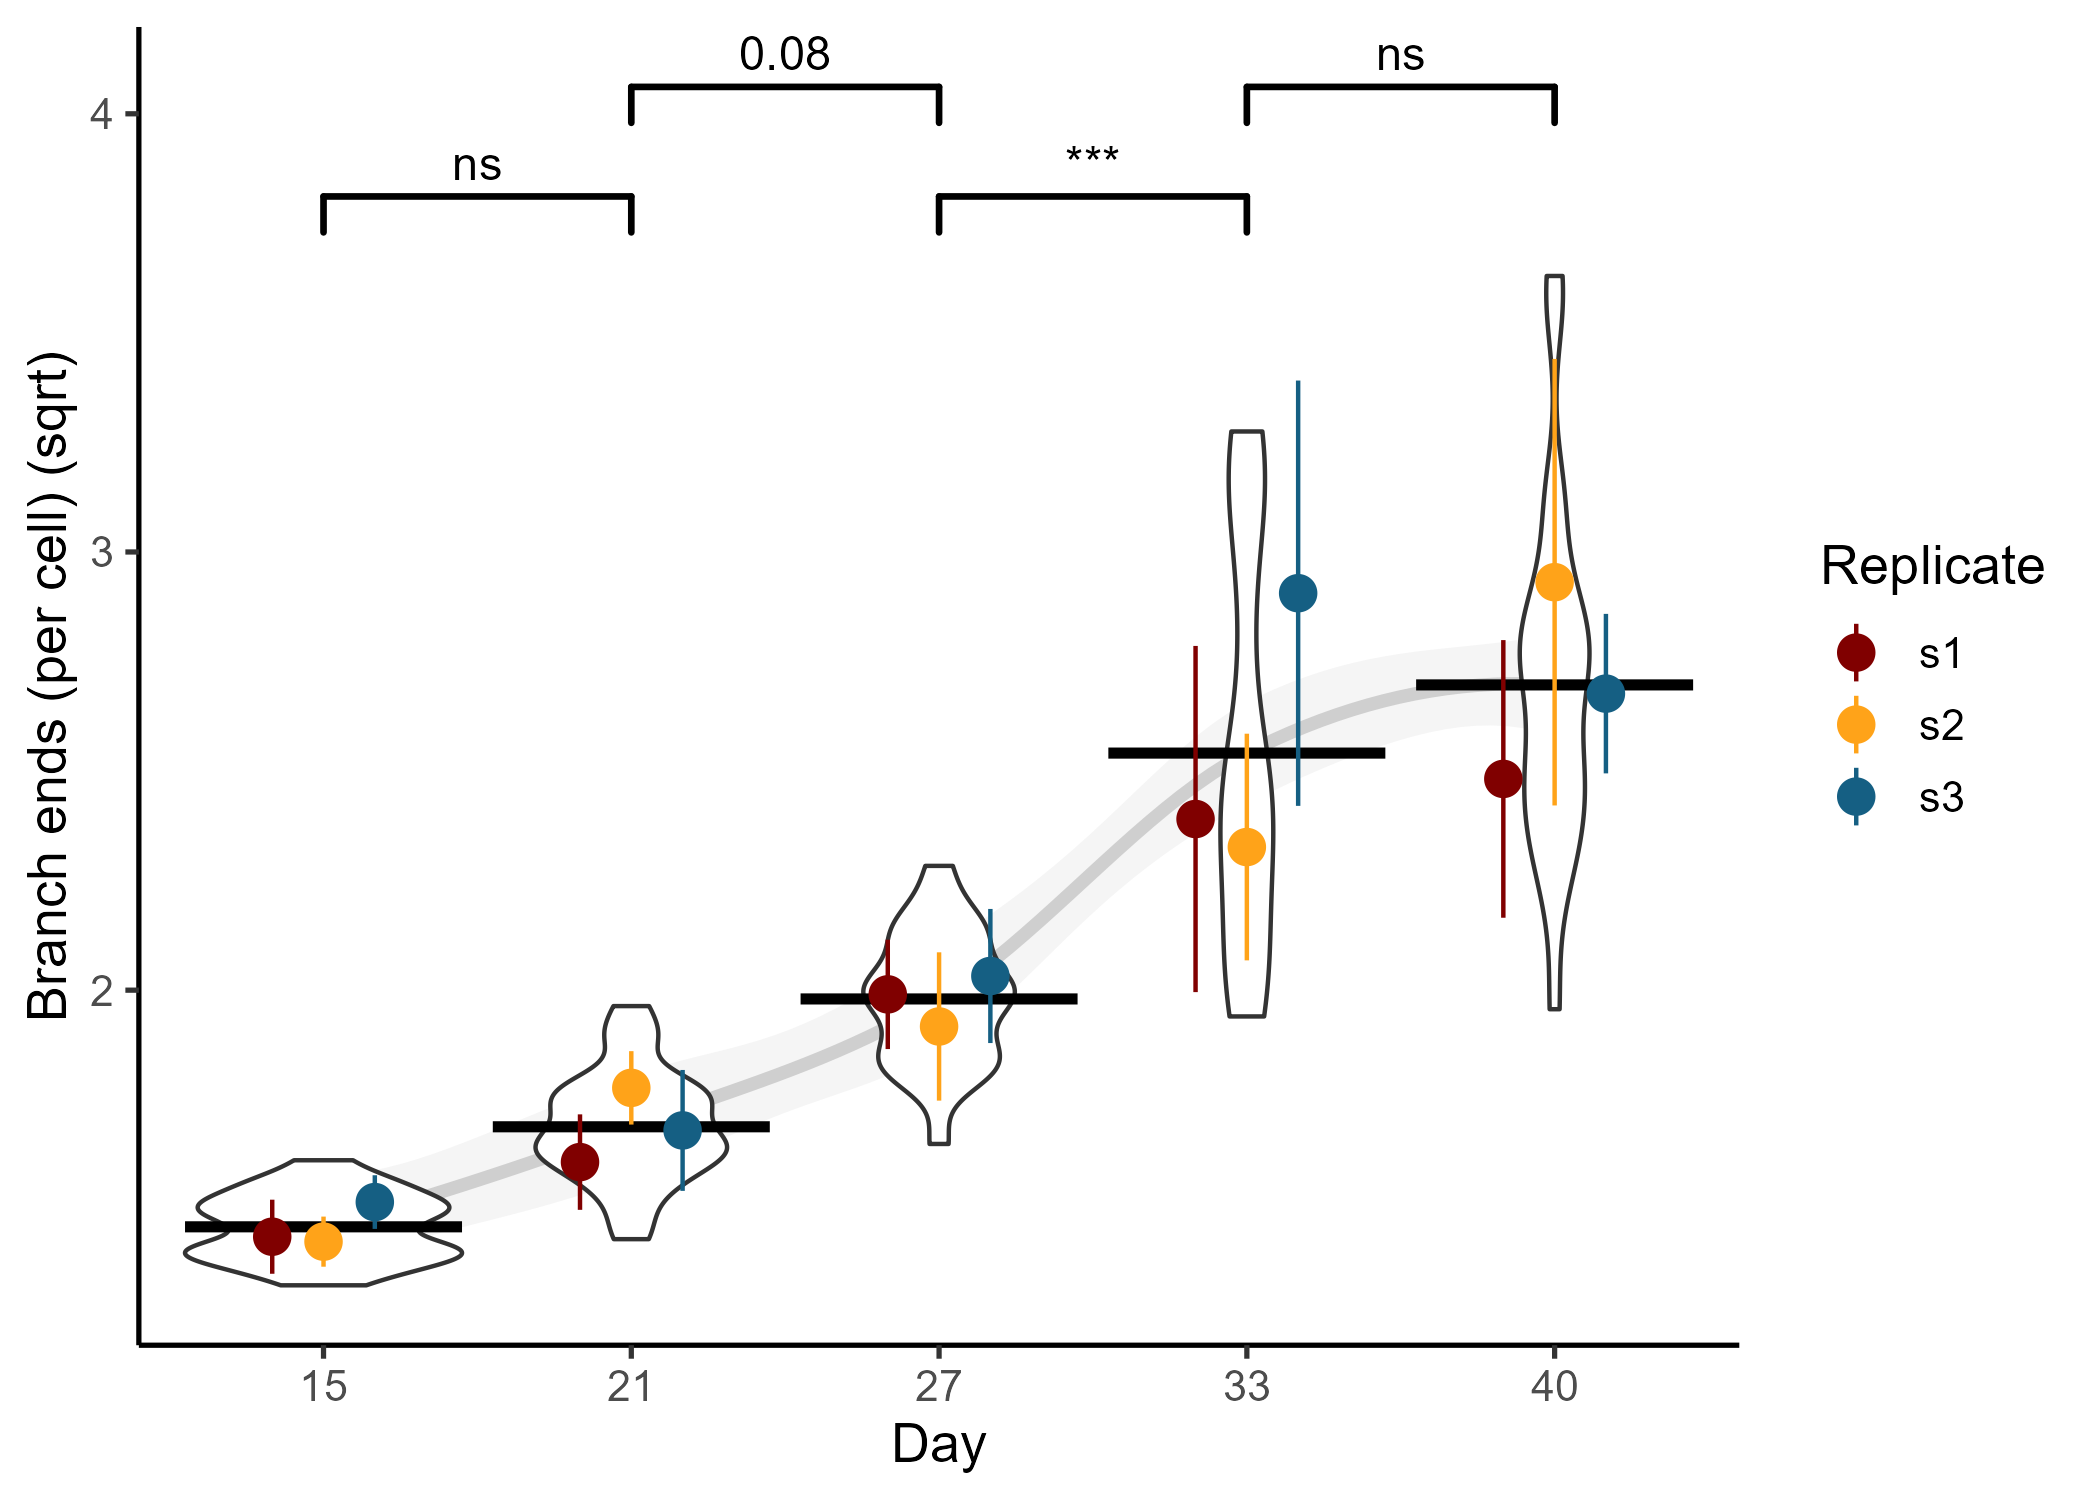 0.08
ns
ns
***
4
3
2
Branch ends (per cell) (sqrt)
15
21
27
33
40
Day
Replicate
s1
s2
s3